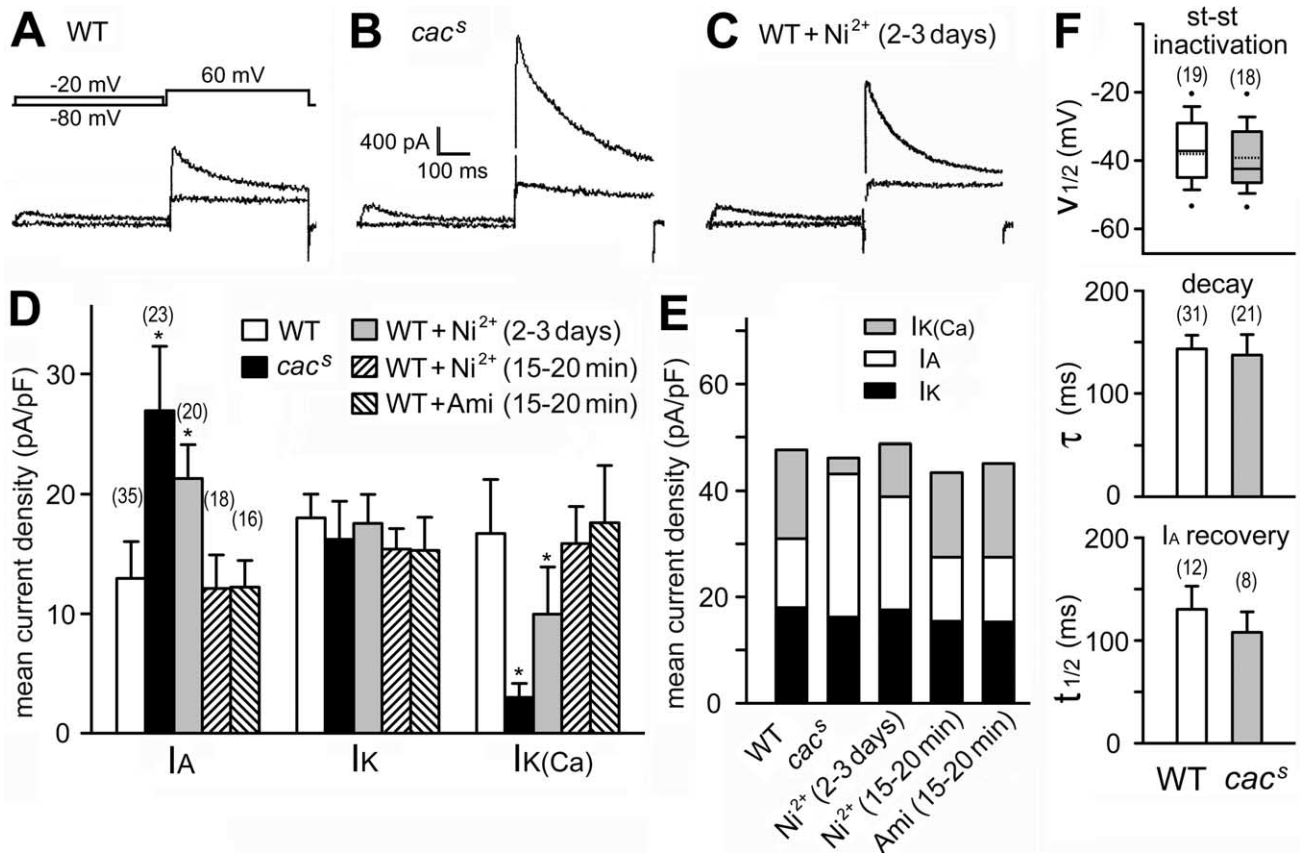 A WT
-20 mV
60 mV
-80 mV
B cacˢ
400 pA
100 ms
C WT + Ni²⁺ (2-3 days)
D
mean current density (pA/pF)
30
20
10
0
WT
cacˢ
WT + Ni²⁺ (2-3 days)
WT + Ni²⁺ (15-20 min)
WT + Ami (15-20 min)
(35)
(23)
*
(20)
*
(18)
(16)
*
*
IA
IK
IK(Ca)
E
mean current density (pA/pF)
60
40
20
0
IK(Ca)
IA
IK
WT
cacˢ
Ni²⁺ (2-3 days)
Ni²⁺ (15-20 min)
Ami (15-20 min)
F
st-st
inactivation
(19)
(18)
V1/2 (mV)
-20
-40
-60
decay
(31)
(21)
τ (ms)
200
100
0
IA recovery
(12)
(8)
t1/2 (ms)
200
100
0
WT
cacˢ